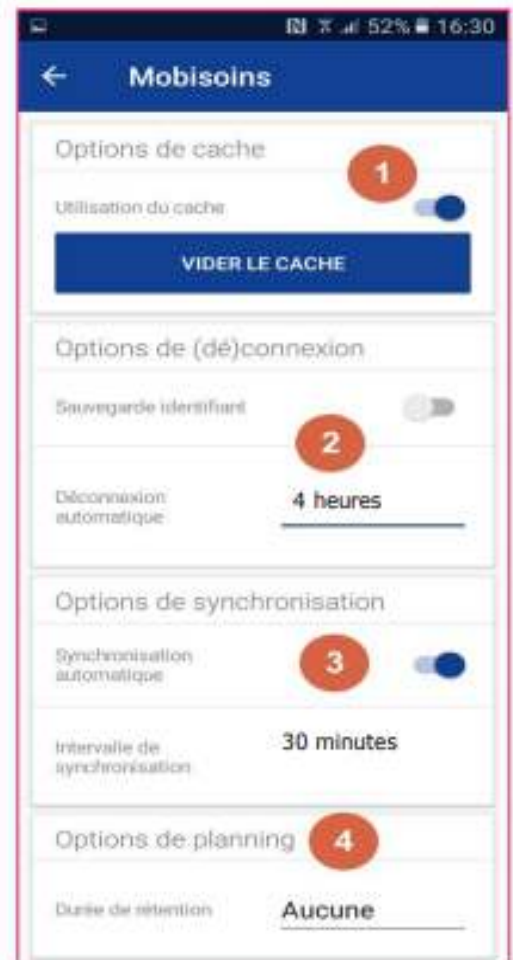 52% 16:30
Mobisoins
Options de cache
1
Utilisation du cache
VIDER LE CACHE
Options de (dé)connexion
Sauvegarde identifiant
2
Déconnexion
automatique
4 heures
Options de synchronisation
Synchronisation
automatique
3
Intervalle de
synchronisation
30 minutes
Options de planning
4
Durée de rétention
Aucune